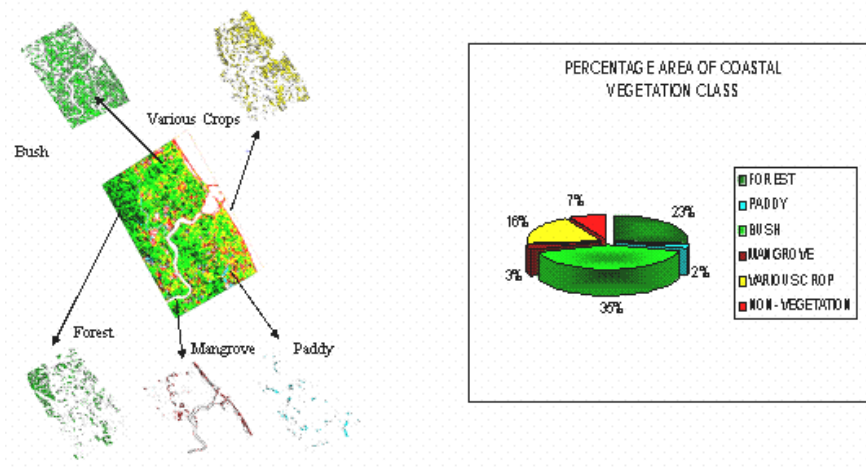 Various Crops
Bush
Forest
Mangrove
Paddy
PERCENTAGE AREA OF COASTAL
VEGETATION CLASS
7%
16%
23%
3%
2%
35%
FOREST
PADDY
BUSH
MANGROVE
VARIOUS CROP
NON-VEGETATION